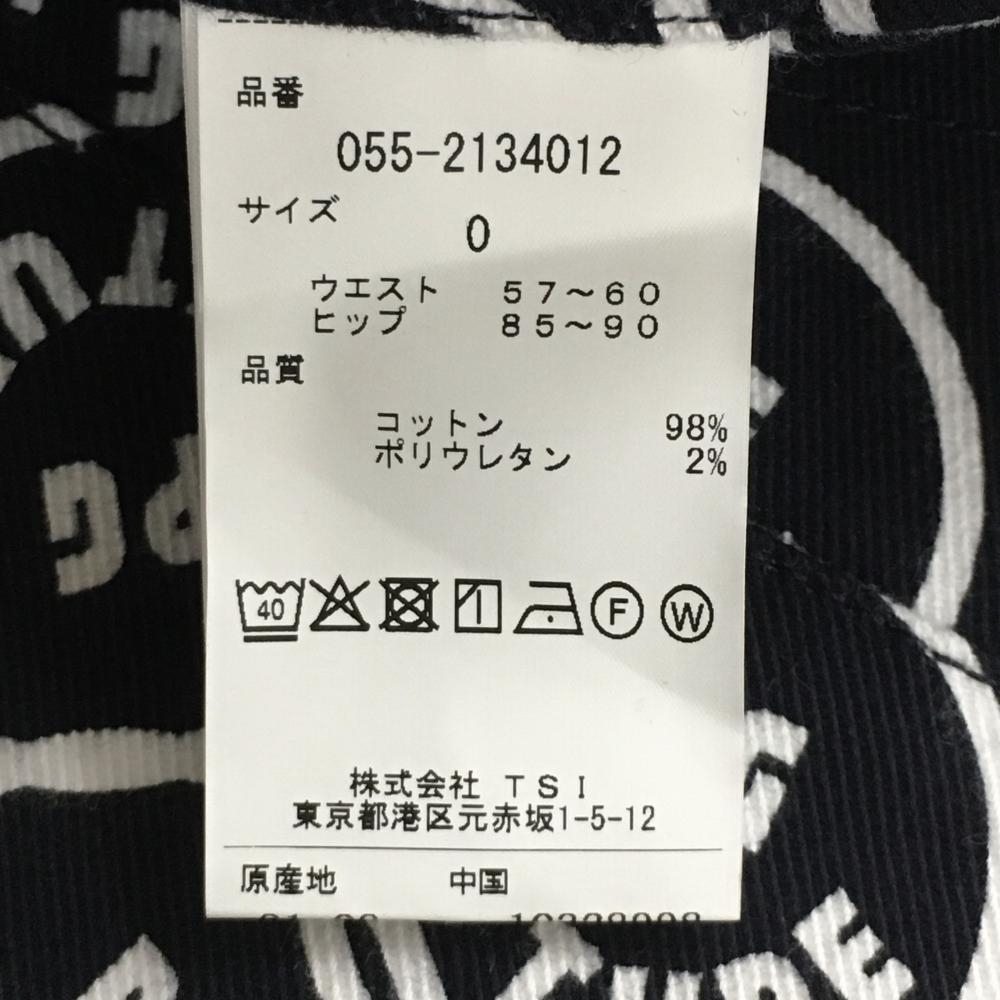 品番
055-2134012
サイズ
0
ウエスト 57～60
ヒップ 85～90
品質
コットン 98%
ポリウレタン 2%
40 F W
株式会社 TSI
東京都港区元赤坂1-5-12
原産地 中国
PG